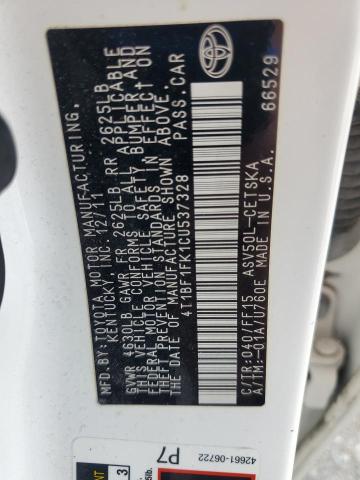 MFD. BY:TOYOTA MOTOR MANUFACTURING,
KENTUCKY, INC. 12/11
GVWR 4630LB GAWR FR 2625LB RR 2625LB
THIS VEHICLE CONFORMS TO ALL APPLICABLE
FEDERAL MOTOR VEHICLE SAFETY, BUMPER AND
THEFT PREVENTION STANDARDS IN EFFECT ON
THE DATE OF MANUFACTURE SHOWN ABOVE.
4T1BF1FK1CU537328 PASS.CAR
C/TR:040/FF15 ASV50L-CETSKA
A/TM:-01A/U760E MADE IN U.S.A. 66529
42661-06722
P7
3